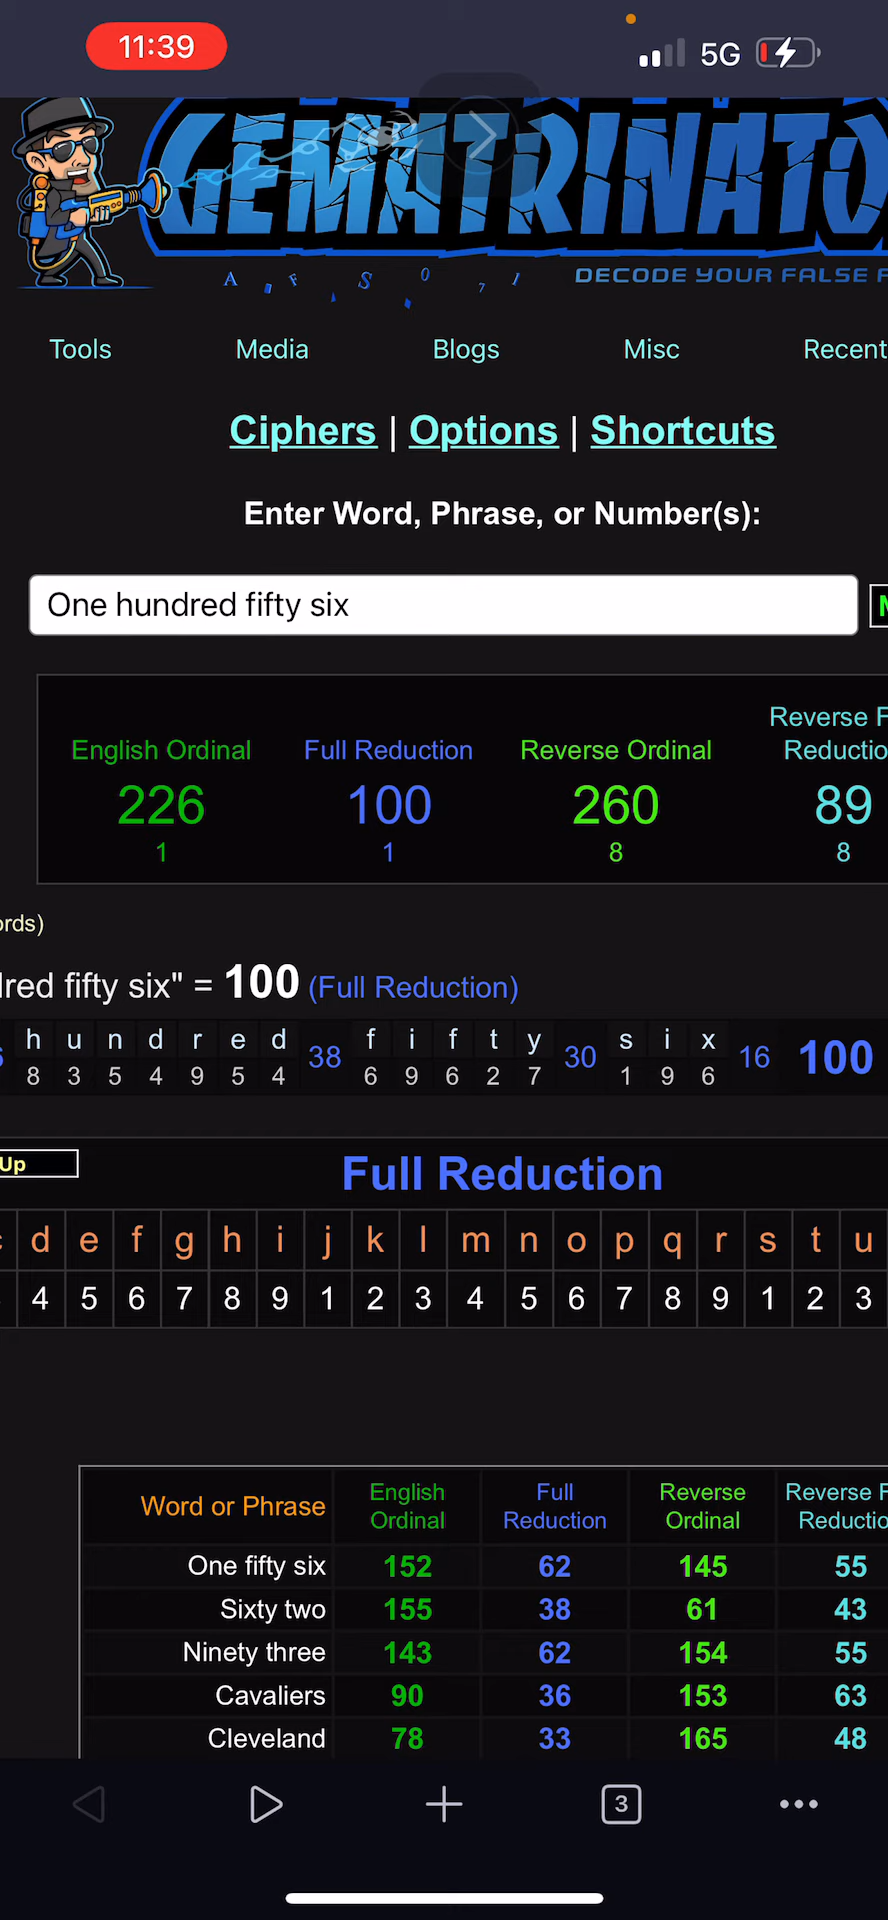 11:39 5G
GEMATRINATO
A F S O 7 I DECODE YOUR FALSE F
Tools Media Blogs Misc Recent
Ciphers | Options | Shortcuts
Enter Word, Phrase, or Number(s):
One hundred fifty six
English Ordinal Full Reduction Reverse Ordinal Reverse F Reductio
226 100 260 89
1 1 8 8
ords)
dred fifty six" = 100 (Full Reduction)
h u n d r e d 38 f i f t y 30 s i x 16 100
8 3 5 4 9 5 4 6 9 6 2 7 1 9 6
Up Full Reduction
d e f g h i j k l m n o p q r s t u
4 5 6 7 8 9 1 2 3 4 5 6 7 8 9 1 2 3
Word or Phrase English Ordinal Full Reduction Reverse Ordinal Reverse F Reductio
One fifty six 152 62 145 55
Sixty two 155 38 61 43
Ninety three 143 62 154 55
Cavaliers 90 36 153 63
Cleveland 78 33 165 48
3